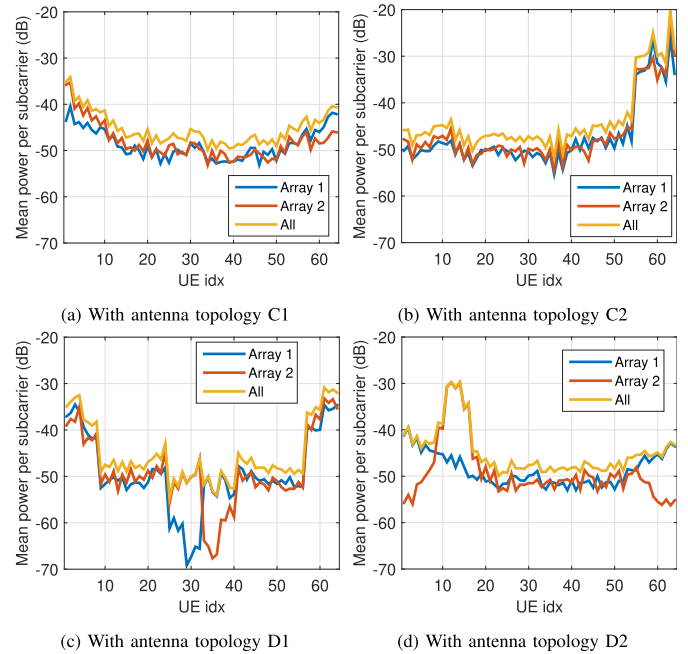 -20
-30
-40
-50
-60
-70
Mean power per subcarrier (dB)
Array 1
Array 2
All
10
20
30
40
50
60
UE idx
(a) With antenna topology C1
-20
-30
-40
-50
-60
-70
Mean power per subcarrier (dB)
Array 1
Array 2
All
10
20
30
40
50
60
UE idx
(b) With antenna topology C2
-20
-30
-40
-50
-60
-70
Mean power per subcarrier (dB)
Array 1
Array 2
All
10
20
30
40
50
60
UE idx
(c) With antenna topology D1
-20
-30
-40
-50
-60
-70
Mean power per subcarrier (dB)
Array 1
Array 2
All
10
20
30
40
50
60
UE idx
(d) With antenna topology D2